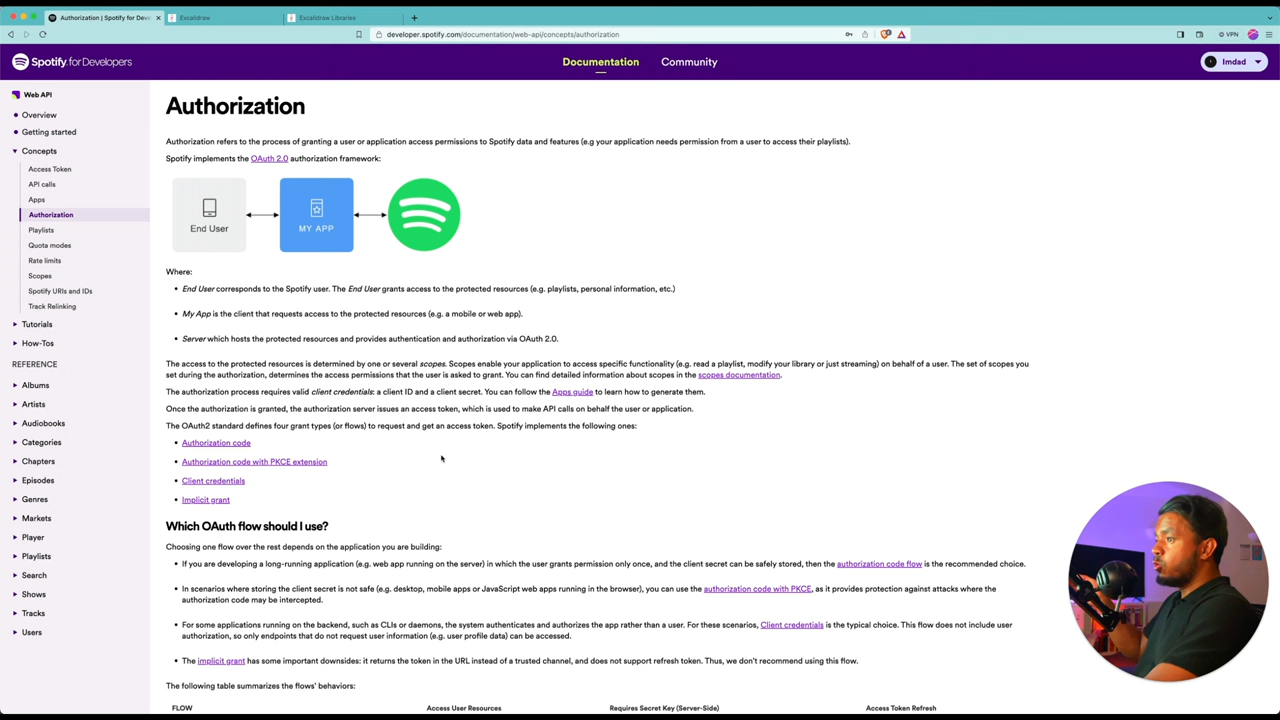 Authorization | Spotify for Deve
Excalidraw
Excalidraw Libraries
developer.spotify.com/documentation/web-api/concepts/authorization
VPN
Spotify for Developers
Documentation
Community
Imdad
Web API
Overview
Getting started
Concepts
Access Token
API calls
Apps
Authorization
Playlists
Quota modes
Rate limits
Scopes
Spotify URIs and IDs
Track Relinking
Tutorials
How-Tos
REFERENCE
Albums
Artists
Audiobooks
Categories
Chapters
Episodes
Genres
Markets
Player
Playlists
Search
Shows
Tracks
Users
Authorization
Authorization refers to the process of granting a user or application access permissions to Spotify data and features (e.g your application needs permission from a user to access their playlists).
Spotify implements the OAuth 2.0 authorization framework:
End User
MY APP
Where:
• End User corresponds to the Spotify user. The End User grants access to the protected resources (e.g. playlists, personal information, etc.)
• My App is the client that requests access to the protected resources (e.g. a mobile or web app).
• Server which hosts the protected resources and provides authentication and authorization via OAuth 2.0.
The access to the protected resources is determined by one or several scopes. Scopes enable your application to access specific functionality (e.g. read a playlist, modify your library or just streaming) on behalf of a user. The set of scopes you
set during the authorization, determines the access permissions that the user is asked to grant. You can find detailed information about scopes in the scopes documentation.
The authorization process requires valid client credentials: a client ID and a client secret. You can follow the Apps guide to learn how to generate them.
Once the authorization is granted, the authorization server issues an access token, which is used to make API calls on behalf the user or application.
The OAuth2 standard defines four grant types (or flows) to request and get an access token. Spotify implements the following ones:
• Authorization code
• Authorization code with PKCE extension
• Client credentials
• Implicit grant
Which OAuth flow should I use?
Choosing one flow over the rest depends on the application you are building:
• If you are developing a long-running application (e.g. web app running on the server) in which the user grants permission only once, and the client secret can be safely stored, then the authorization code flow is the recommended choice.
• In scenarios where storing the client secret is not safe (e.g. desktop, mobile apps or JavaScript web apps running in the browser), you can use the authorization code with PKCE, as it provides protection against attacks where the
authorization code may be intercepted.
• For some applications running on the backend, such as CLIs or daemons, the system authenticates and authorizes the app rather than a user. For these scenarios, Client credentials is the typical choice. This flow does not include user
authorization, so only endpoints that do not request user information (e.g. user profile data) can be accessed.
• The implicit grant has some important downsides: it returns the token in the URL instead of a trusted channel, and does not support refresh token. Thus, we don't recommend using this flow.
The following table summarizes the flows' behaviors:
FLOW Access User Resources Requires Secret Key (Server-Side) Access Token Refresh